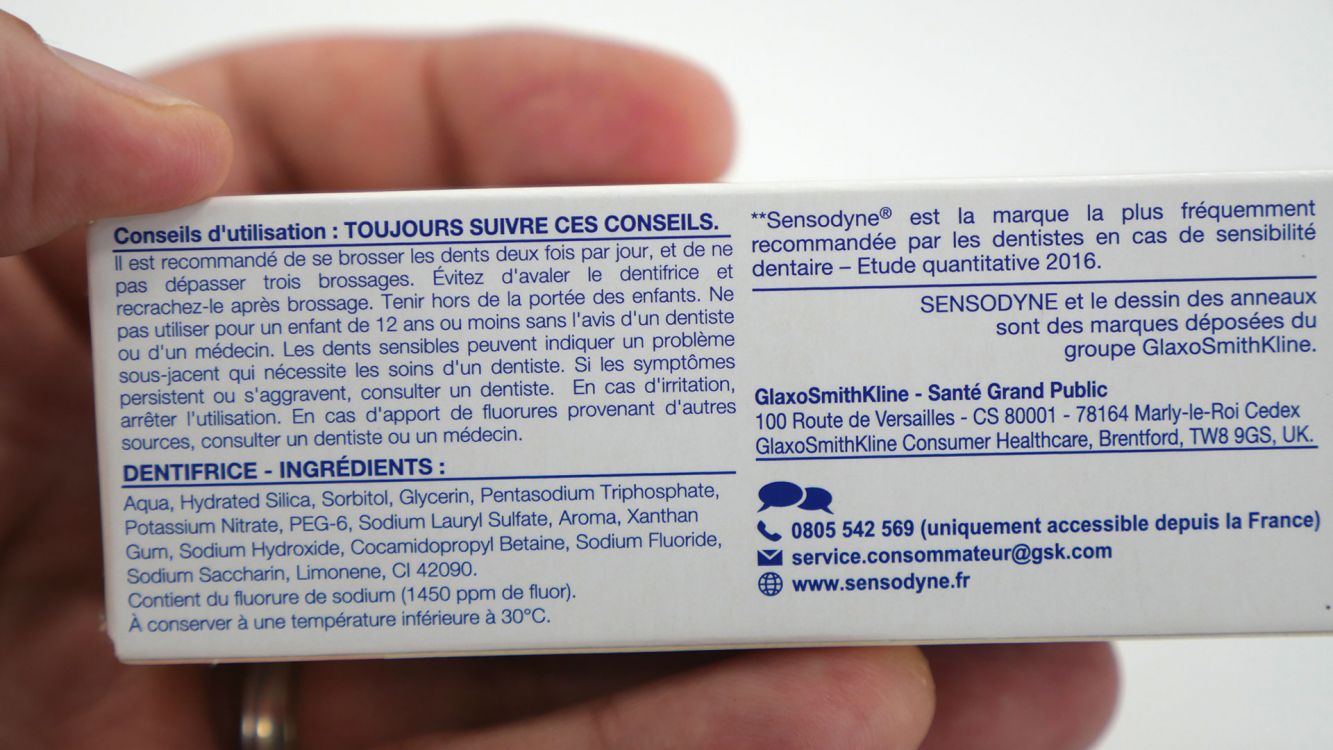 Conseils d'utilisation : TOUJOURS SUIVRE CES CONSEILS.
Il est recommandé de se brosser les dents deux fois par jour, et de ne
pas dépasser trois brossages. Évitez d'avaler le dentifrice et
recrachez-le après brossage. Tenir hors de la portée des enfants. Ne
pas utiliser pour un enfant de 12 ans ou moins sans l'avis d'un dentiste
ou d'un médecin. Les dents sensibles peuvent indiquer un problème
sous-jacent qui nécessite les soins d'un dentiste. Si les symptômes
persistent ou s'aggravent, consulter un dentiste. En cas d'irritation,
arrêter l'utilisation. En cas d'apport de fluorures provenant d'autres
sources, consulter un dentiste ou un médecin.
DENTIFRICE - INGRÉDIENTS :
Aqua, Hydrated Silica, Sorbitol, Glycerin, Pentasodium Triphosphate,
Potassium Nitrate, PEG-6, Sodium Lauryl Sulfate, Aroma, Xanthan
Gum, Sodium Hydroxide, Cocamidopropyl Betaine, Sodium Fluoride,
Sodium Saccharin, Limonene, CI 42090.
Contient du fluorure de sodium (1450 ppm de fluor).
À conserver à une température inférieure à 30°C.
**Sensodyne® est la marque la plus fréquemment
recommandée par les dentistes en cas de sensibilité
dentaire – Etude quantitative 2016.
SENSODYNE et le dessin des anneaux
sont des marques déposées du
groupe GlaxoSmithKline.
GlaxoSmithKline - Santé Grand Public
100 Route de Versailles - CS 80001 - 78164 Marly-le-Roi Cedex
GlaxoSmithKline Consumer Healthcare, Brentford, TW8 9GS, UK.
0805 542 569 (uniquement accessible depuis la France)
service.consommateur@gsk.com
www.sensodyne.fr